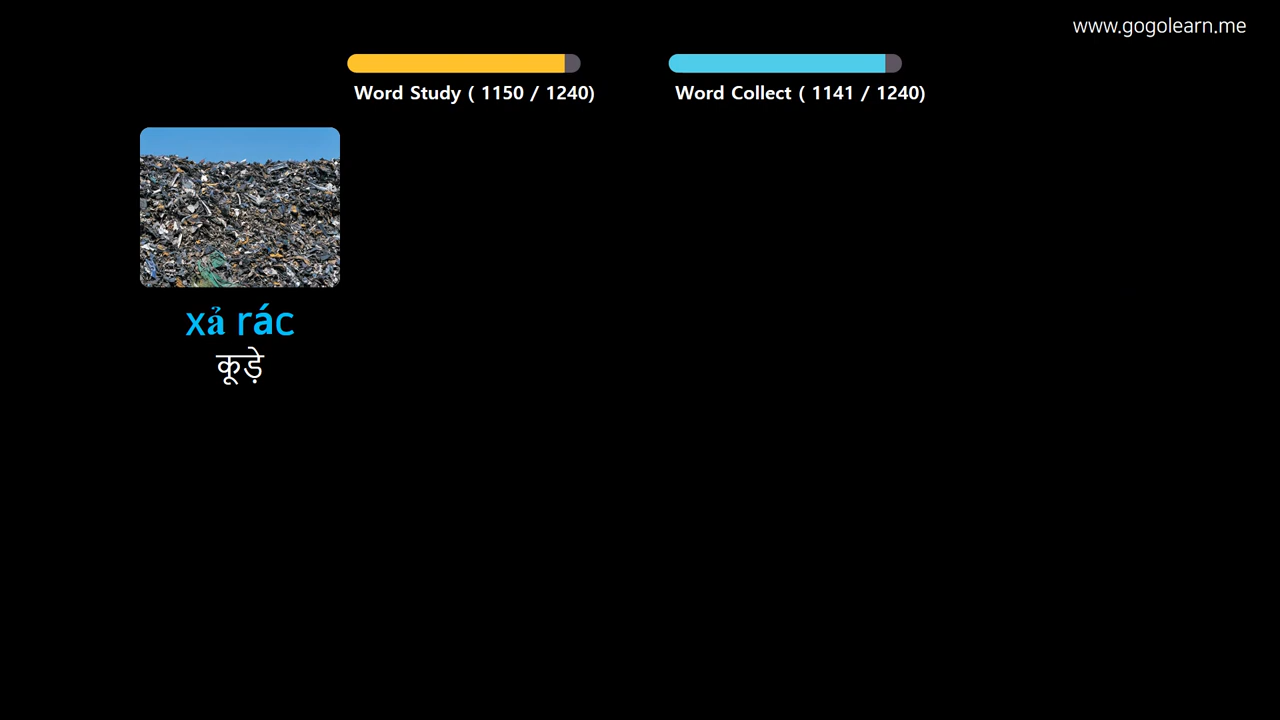 www.gogolearn.me
Word Study ( 1150 / 1240)
Word Collect ( 1141 / 1240)
xả rác
कूड़े